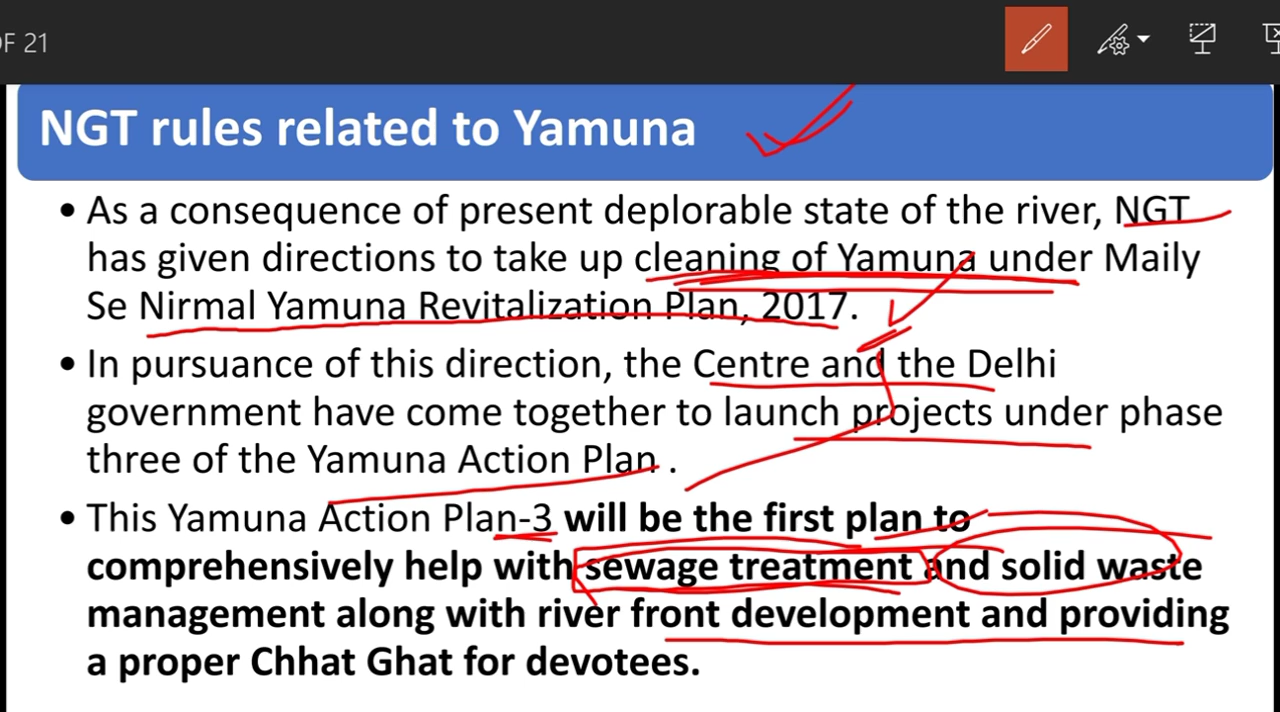 OF 21
NGT rules related to Yamuna
• As a consequence of present deplorable state of the river, NGT
has given directions to take up cleaning of Yamuna under Maily
Se Nirmal Yamuna Revitalization Plan, 2017.
• In pursuance of this direction, the Centre and the Delhi
government have come together to launch projects under phase
three of the Yamuna Action Plan .
• This Yamuna Action Plan-3 will be the first plan to
comprehensively help with sewage treatment and solid waste
management along with river front development and providing
a proper Chhat Ghat for devotees.